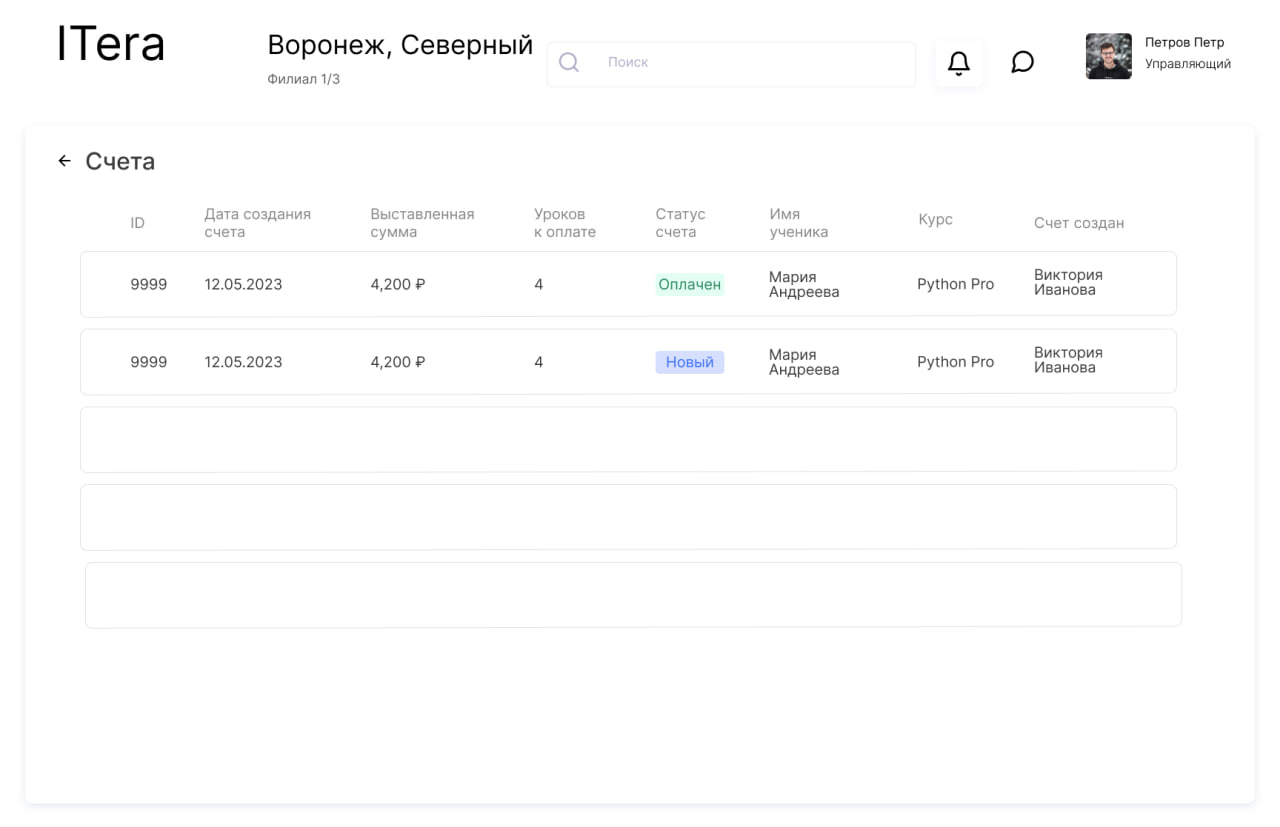 ITera
Воронеж, Северный
Филиал 1/3
Поиск
Петров Петр
Управляющий
Счета
ID
Дата создания
счета
Выставленная
сумма
Уроков
к оплате
Статус
счета
Имя
ученика
Курс
Счет создан
9999
12.05.2023
4,200 ₽
4
Оплачен
Мария
Андреева
Python Pro
Виктория
Иванова
9999
12.05.2023
4,200 ₽
4
Новый
Мария
Андреева
Python Pro
Виктория
Иванова